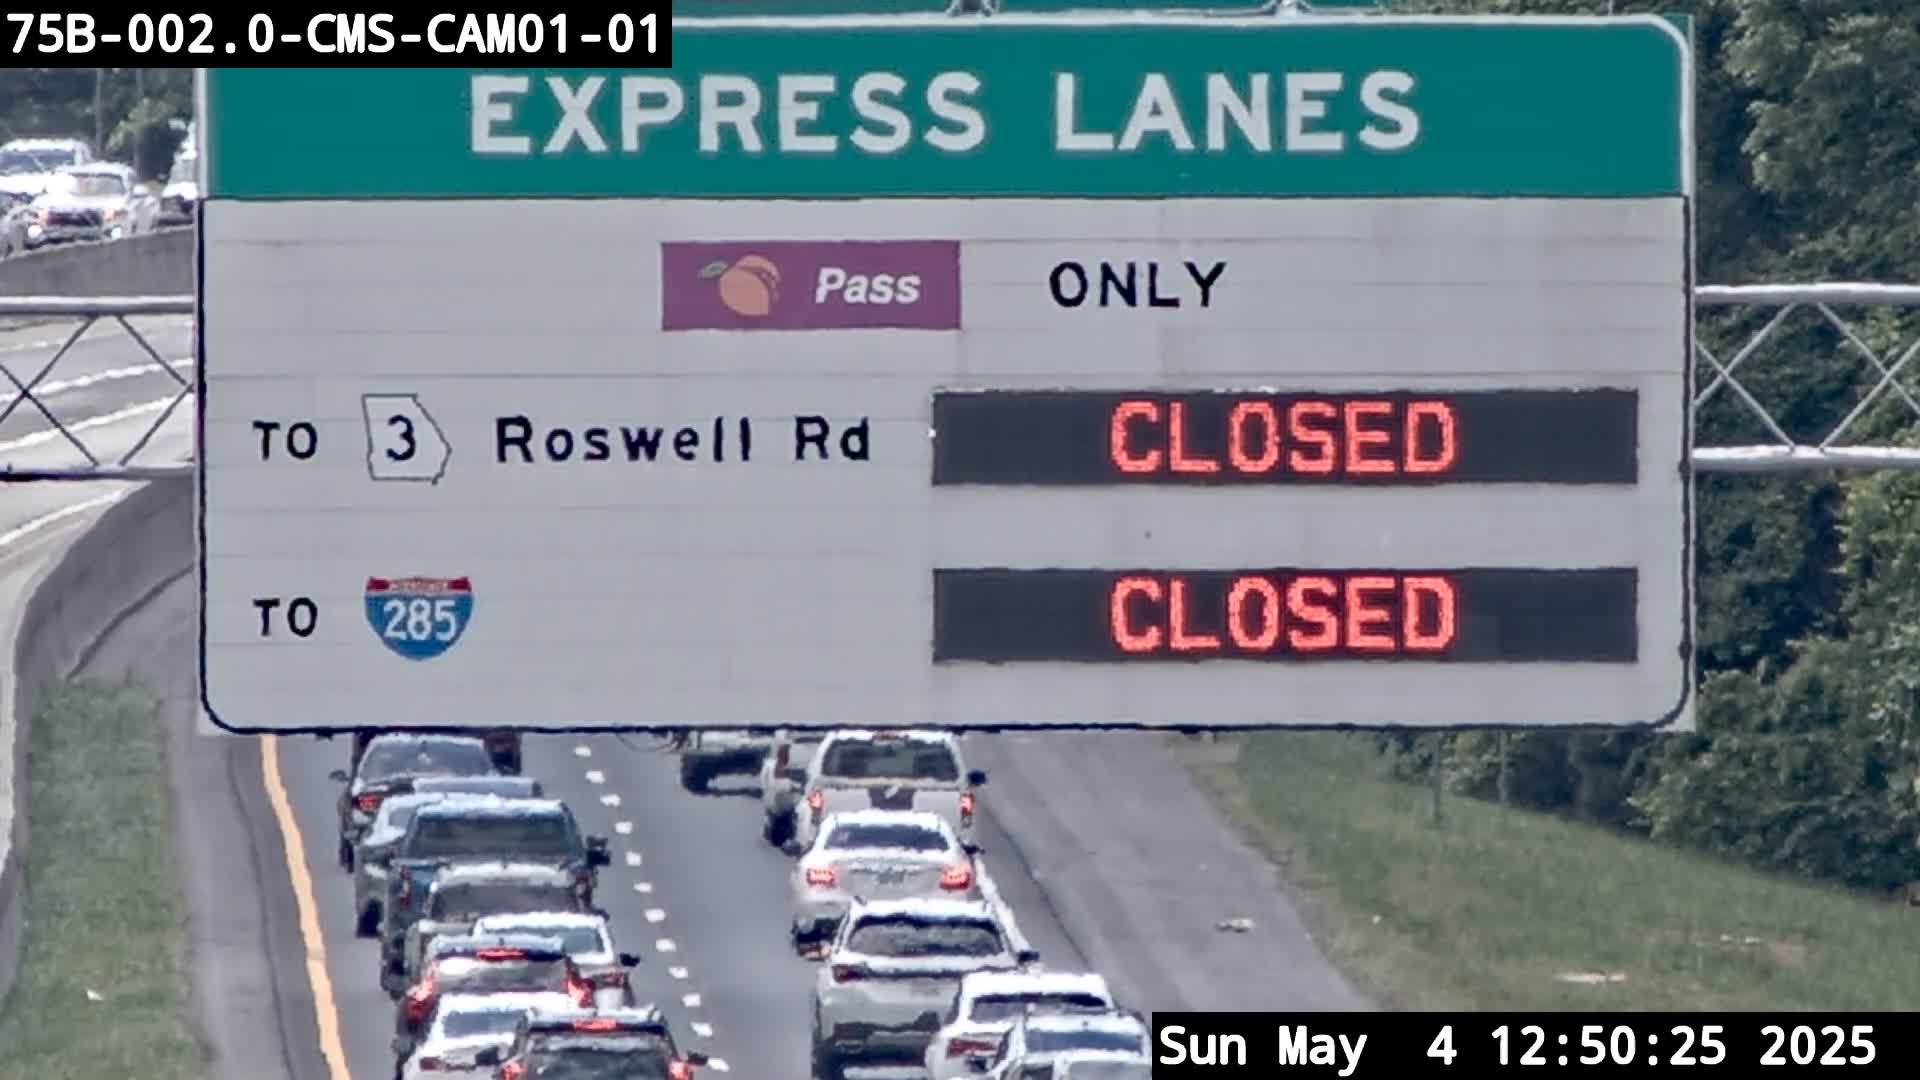 75B-002.0-CMS-CAM01-01
EXPRESS LANES
Pass ONLY
TO 3 Roswell Rd CLOSED
TO 285 CLOSED
Sun May 4 12:50:25 2025